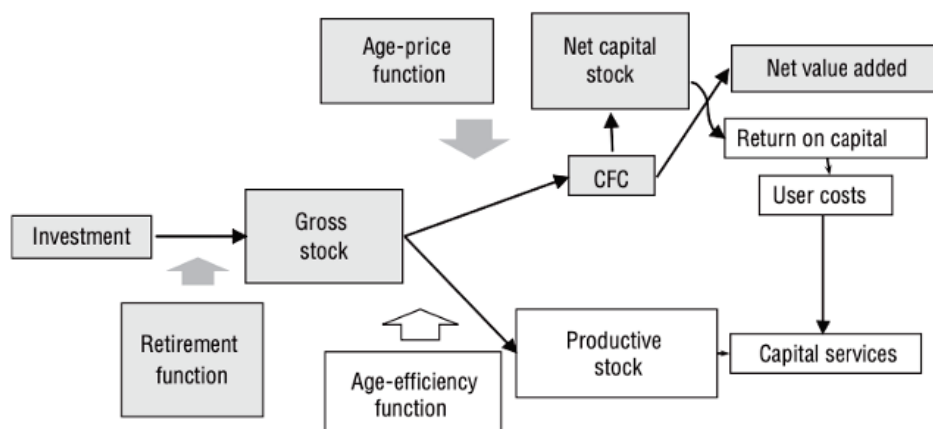 Age-price
function
Net capital
stock
Net value added
Return on capital
CFC
User costs
Investment
Gross
stock
Retirement
function
Age-efficiency
function
Productive
stock
Capital services